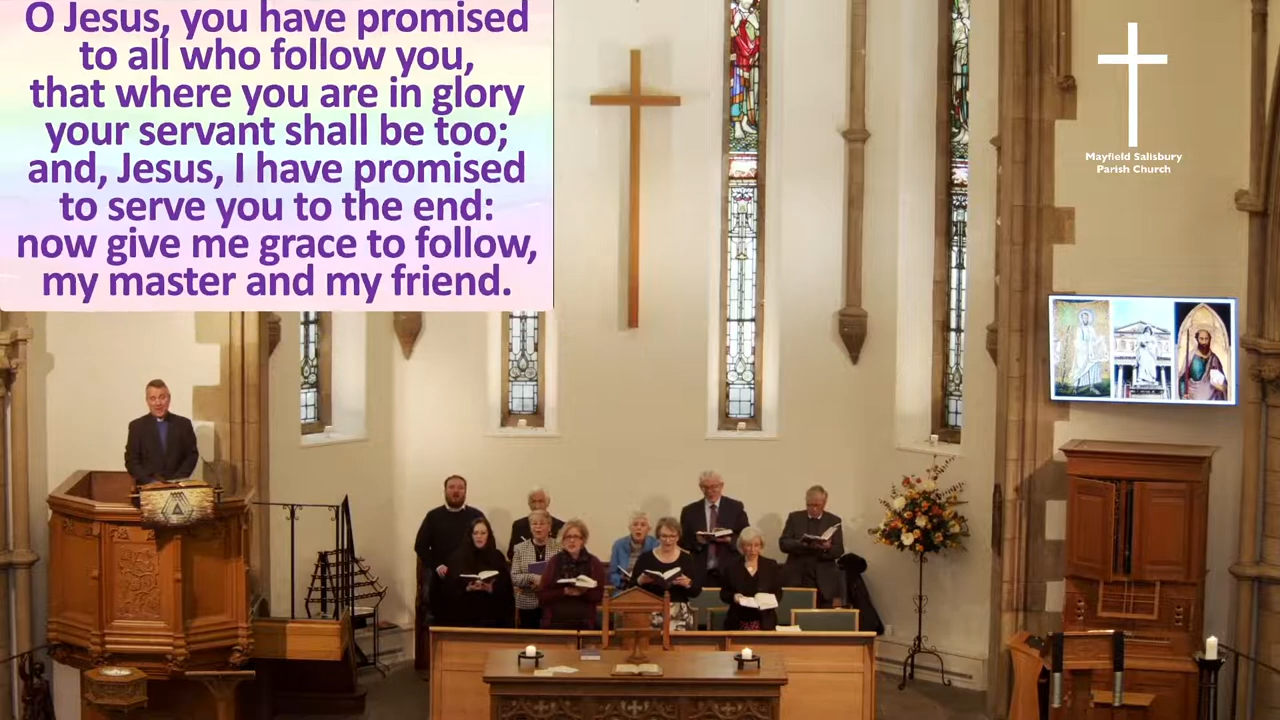 O Jesus, you have promised
to all who follow you,
that where you are in glory
your servant shall be too;
and, Jesus, I have promised
to serve you to the end:
now give me grace to follow,
my master and my friend.
Mayfield Salisbury
Parish Church